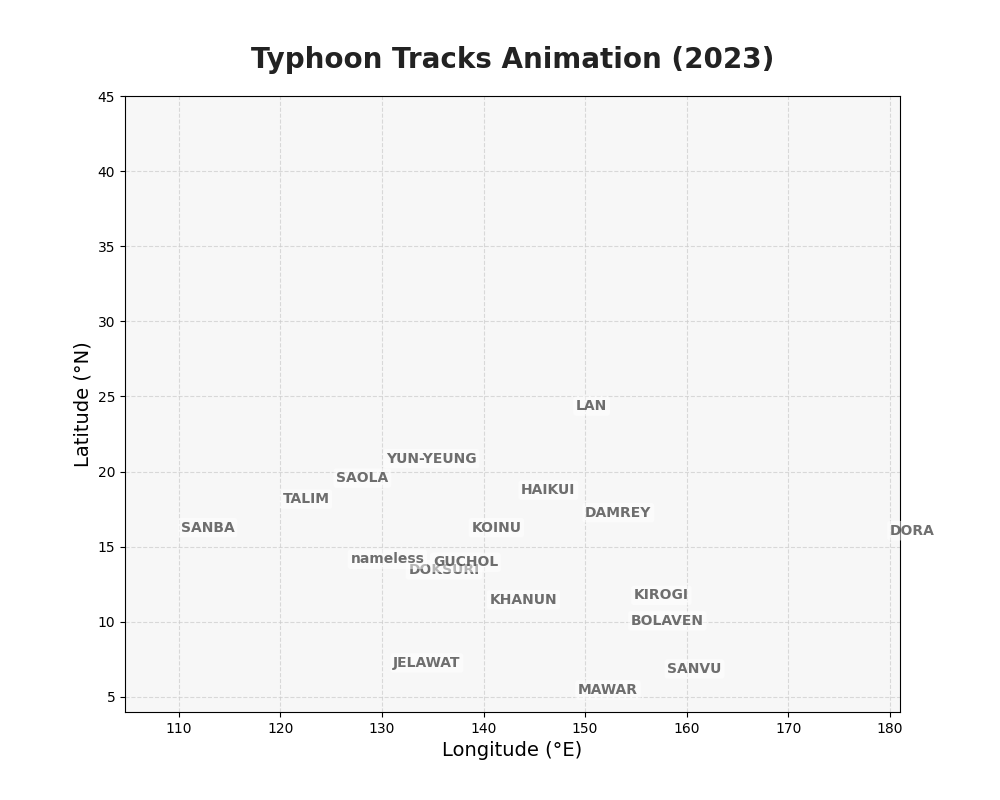 Typhoon Tracks Animation (2023)
45
40
35
30
25
20
15
10
5
Latitude (°N)
LAN
YUN-YEUNG
SAOLA
HAIKUI
TALIM
DAMREY
SANBA
KOINU
DORA
nameless
GUCHOL
DOKSURI
KIROGI
KHANUN
BOLAVEN
JELAWAT
SANVU
MAWAR
110 120 130 140 150 160 170 180
Longitude (°E)